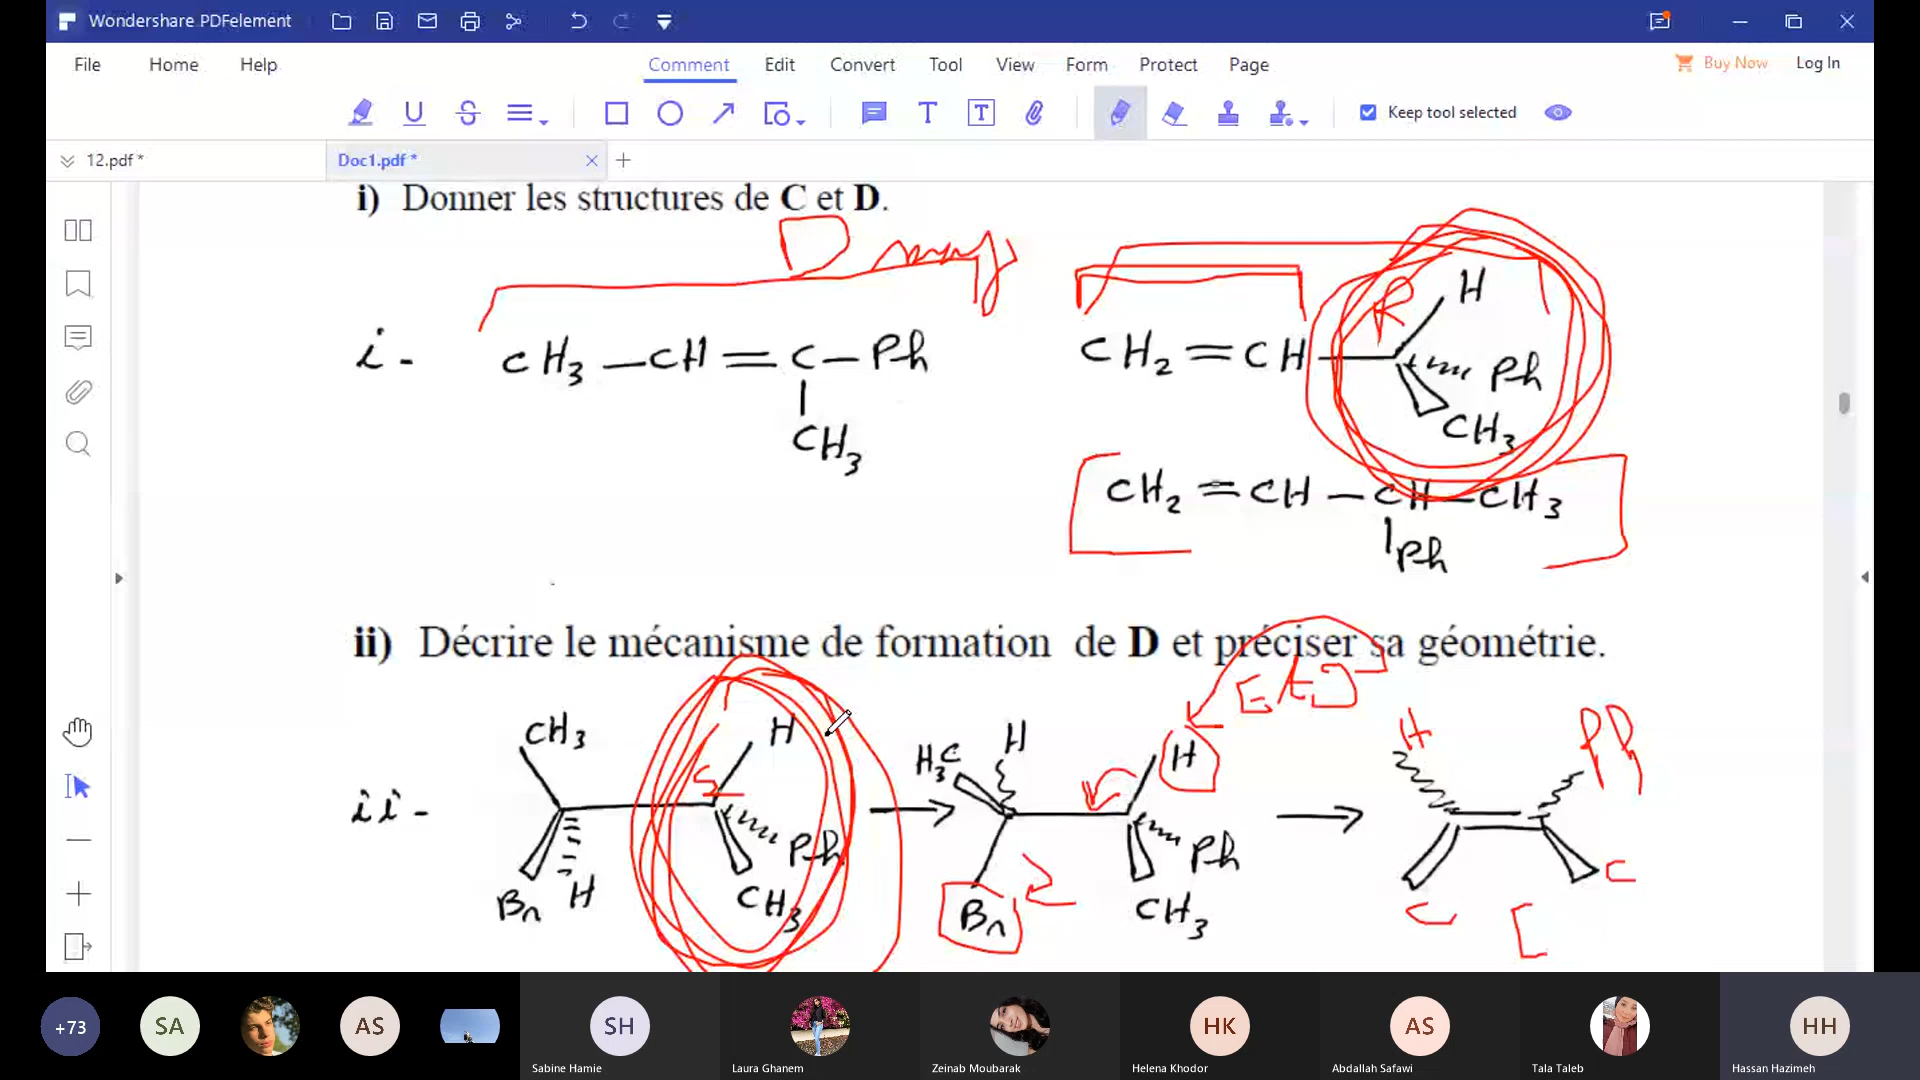 Wondershare PDFelement
File Home Help Comment Edit Convert Tool View Form Protect Page Buy Now Log In
Keep tool selected
12.pdf * Doc1.pdf *
i) Donner les structures de C et D.
D
i - CH3 — CH = C — Ph
CH3
CH2 = CH
R
H
Ph
CH3
CH2 = CH — CH — CH3
Ph
ii) Décrire le mécanisme de formation de D et préciser sa géométrie.
ii -
CH3
H
S
Br H
Ph
CH3
H3C
H
H
Br
Ph
CH3
H
Ph
C
C
+73 SA AS SH HK AS HH
Sabine Hamie Laura Ghanem Zeinab Moubarak Helena Khodor Abdallah Safawi Tala Taleb Hassan Hazimeh